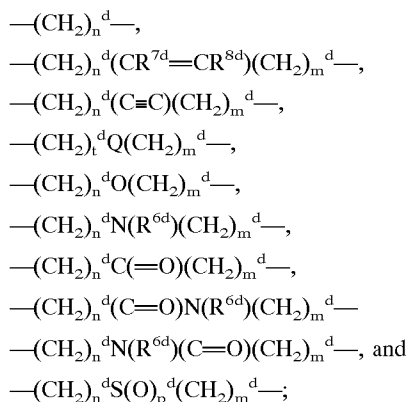 —(CH₂)ₙᵈ—,
—(CH₂)ₙᵈ(CR⁷ᵈ═CR⁸ᵈ)(CH₂)ₘᵈ—,
—(CH₂)ₙᵈ(C≡C)(CH₂)ₘᵈ—,
—(CH₂)ₜᵈQ(CH₂)ₘᵈ—,
—(CH₂)ₙᵈO(CH₂)ₘᵈ—,
—(CH₂)ₙᵈN(R⁶ᵈ)(CH₂)ₘᵈ—,
—(CH₂)ₙᵈC(═O)(CH₂)ₘᵈ—,
—(CH₂)ₙᵈ(C═O)N(R⁶ᵈ)(CH₂)ₘᵈ—
—(CH₂)ₙᵈN(R⁶ᵈ)(C═O)(CH₂)ₘᵈ—, and
—(CH₂)ₙᵈS(O)ₚᵈ(CH₂)ₘᵈ—;